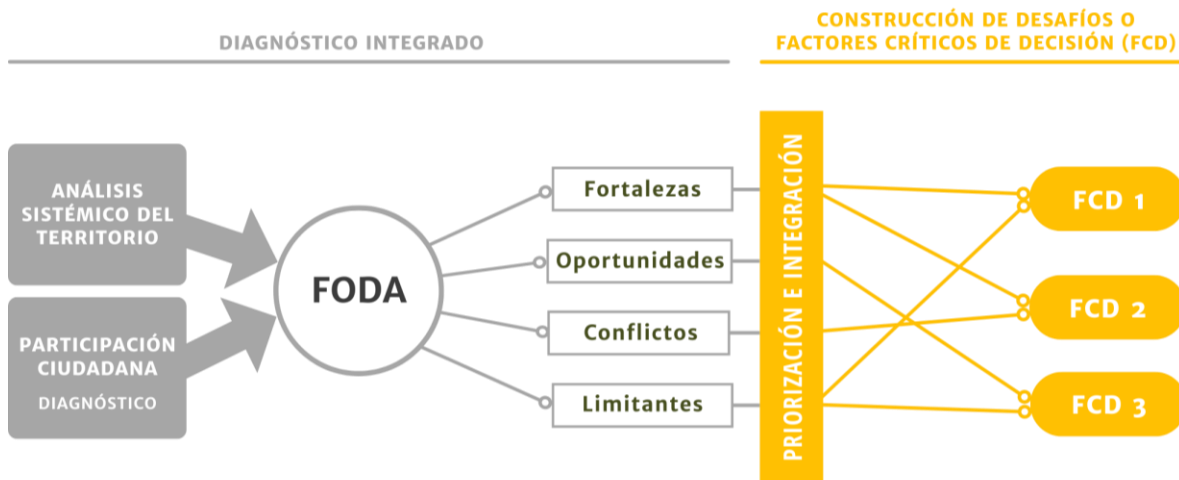 DIAGNÓSTICO INTEGRADO
CONSTRUCCIÓN DE DESAFÍOS O
FACTORES CRÍTICOS DE DECISIÓN (FCD)
ANÁLISIS
SISTÉMICO DEL
TERRITORIO
PARTICIPACIÓN
CIUDADANA
DIAGNÓSTICO
FODA
Fortalezas
Oportunidades
Conflictos
Limitantes
PRIORIZACIÓN E INTEGRACIÓN
FCD 1
FCD 2
FCD 3